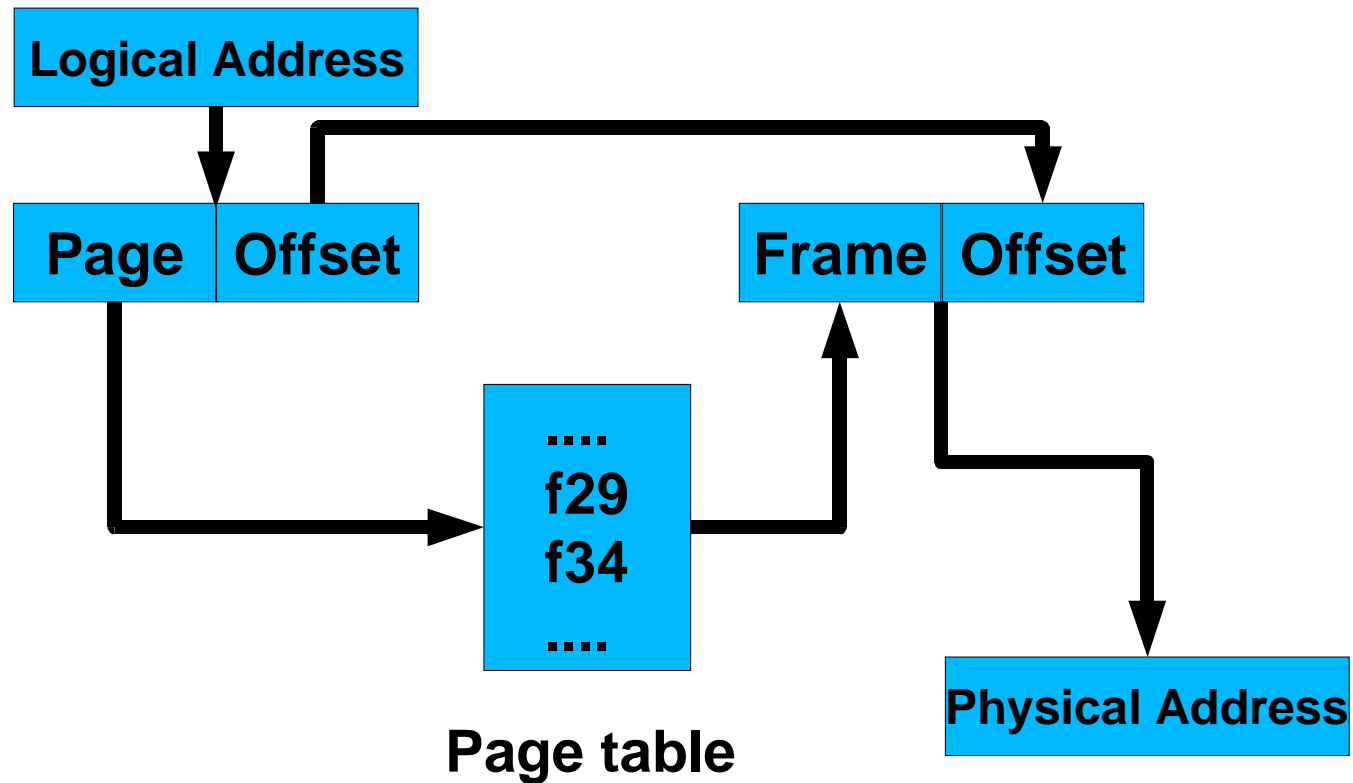 Logical Address
Page Offset
Frame Offset
....
f29
f34
....
Physical Address
Page table